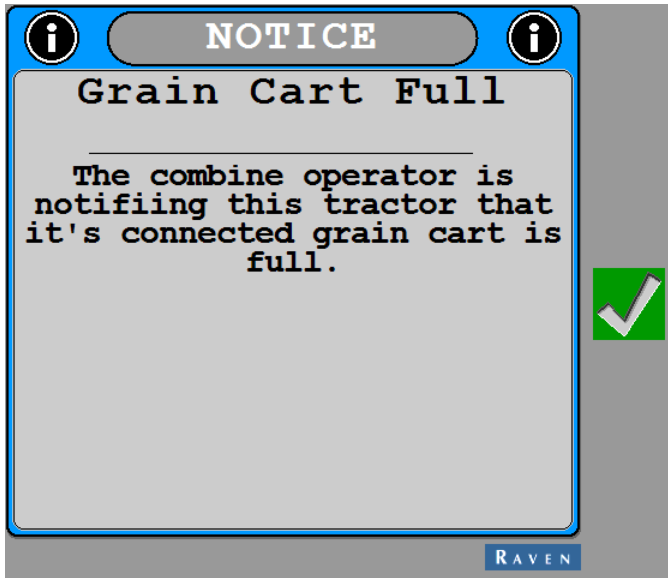 NOTICE
Grain Cart Full
The combine operator is
notifiing this tractor that
it's connected grain cart is
full.
RAVEN